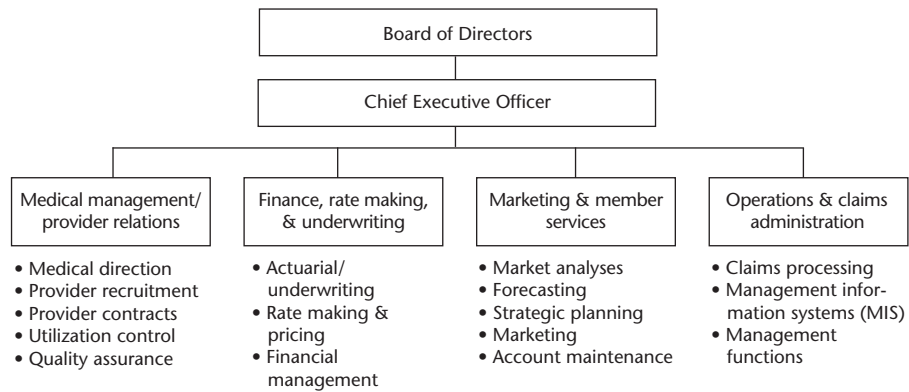 Board of Directors
Chief Executive Officer
Medical management/
provider relations
• Medical direction
• Provider recruitment
• Provider contracts
• Utilization control
• Quality assurance
Finance, rate making,
& underwriting
• Actuarial/
underwriting
• Rate making &
pricing
• Financial
management
Marketing & member
services
• Market analyses
• Forecasting
• Strategic planning
• Marketing
• Account maintenance
Operations & claims
administration
• Claims processing
• Management infor-
mation systems (MIS)
• Management
functions